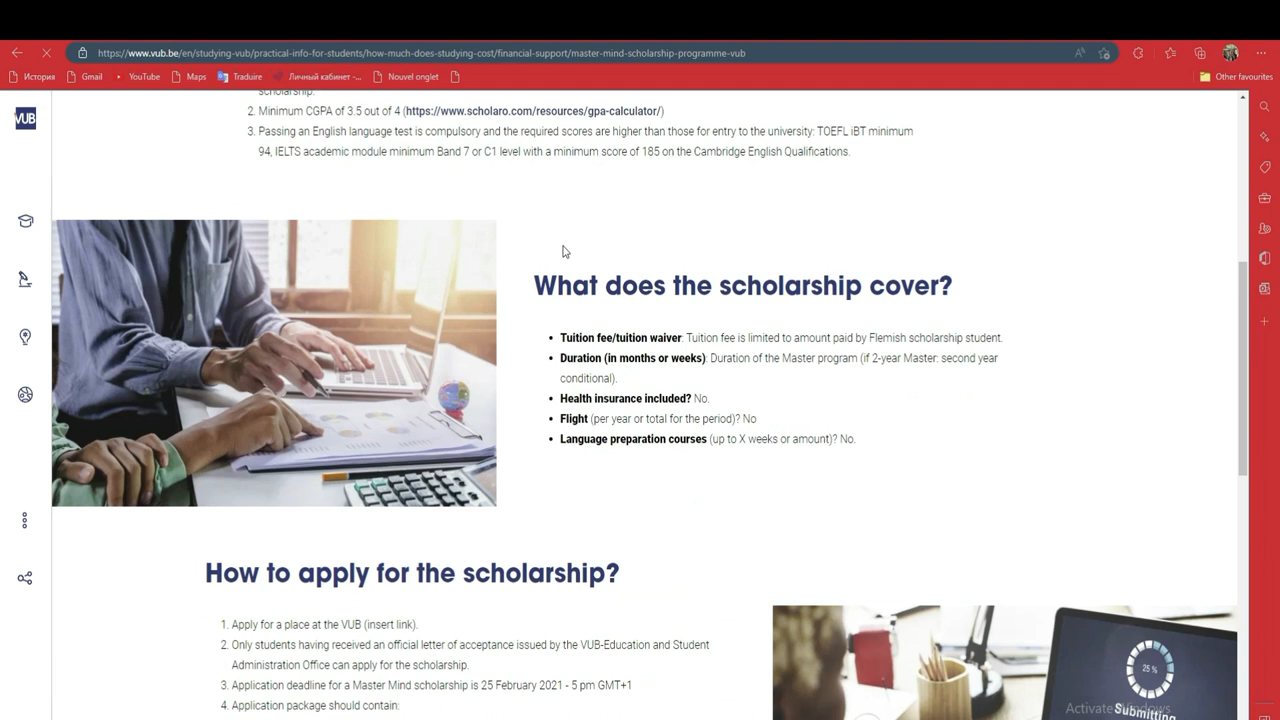 https://www.vub.be/en/studying-vub/practical-info-for-students/how-much-does-studying-cost/financial-support/master-mind-scholarship-programme-vub
История Gmail YouTube Maps Traduire Личный кабинет -... Nouvel onglet Other favourites
VUB
scholarship.
2. Minimum CGPA of 3.5 out of 4 (https://www.scholaro.com/resources/gpa-calculator/)
3. Passing an English language test is compulsory and the required scores are higher than those for entry to the university: TOEFL iBT minimum
94, IELTS academic module minimum Band 7 or C1 level with a minimum score of 185 on the Cambridge English Qualifications.
What does the scholarship cover?
• Tuition fee/tuition waiver: Tuition fee is limited to amount paid by Flemish scholarship student.
• Duration (in months or weeks): Duration of the Master program (if 2-year Master: second year
conditional).
• Health insurance included? No.
• Flight (per year or total for the period)? No
• Language preparation courses (up to X weeks or amount)? No.
How to apply for the scholarship?
1. Apply for a place at the VUB (insert link).
2. Only students having received an official letter of acceptance issued by the VUB-Education and Student
Administration Office can apply for the scholarship.
3. Application deadline for a Master Mind scholarship is 25 February 2021 - 5 pm GMT+1
4. Application package should contain:
25 %
Submitting
Activate Windows